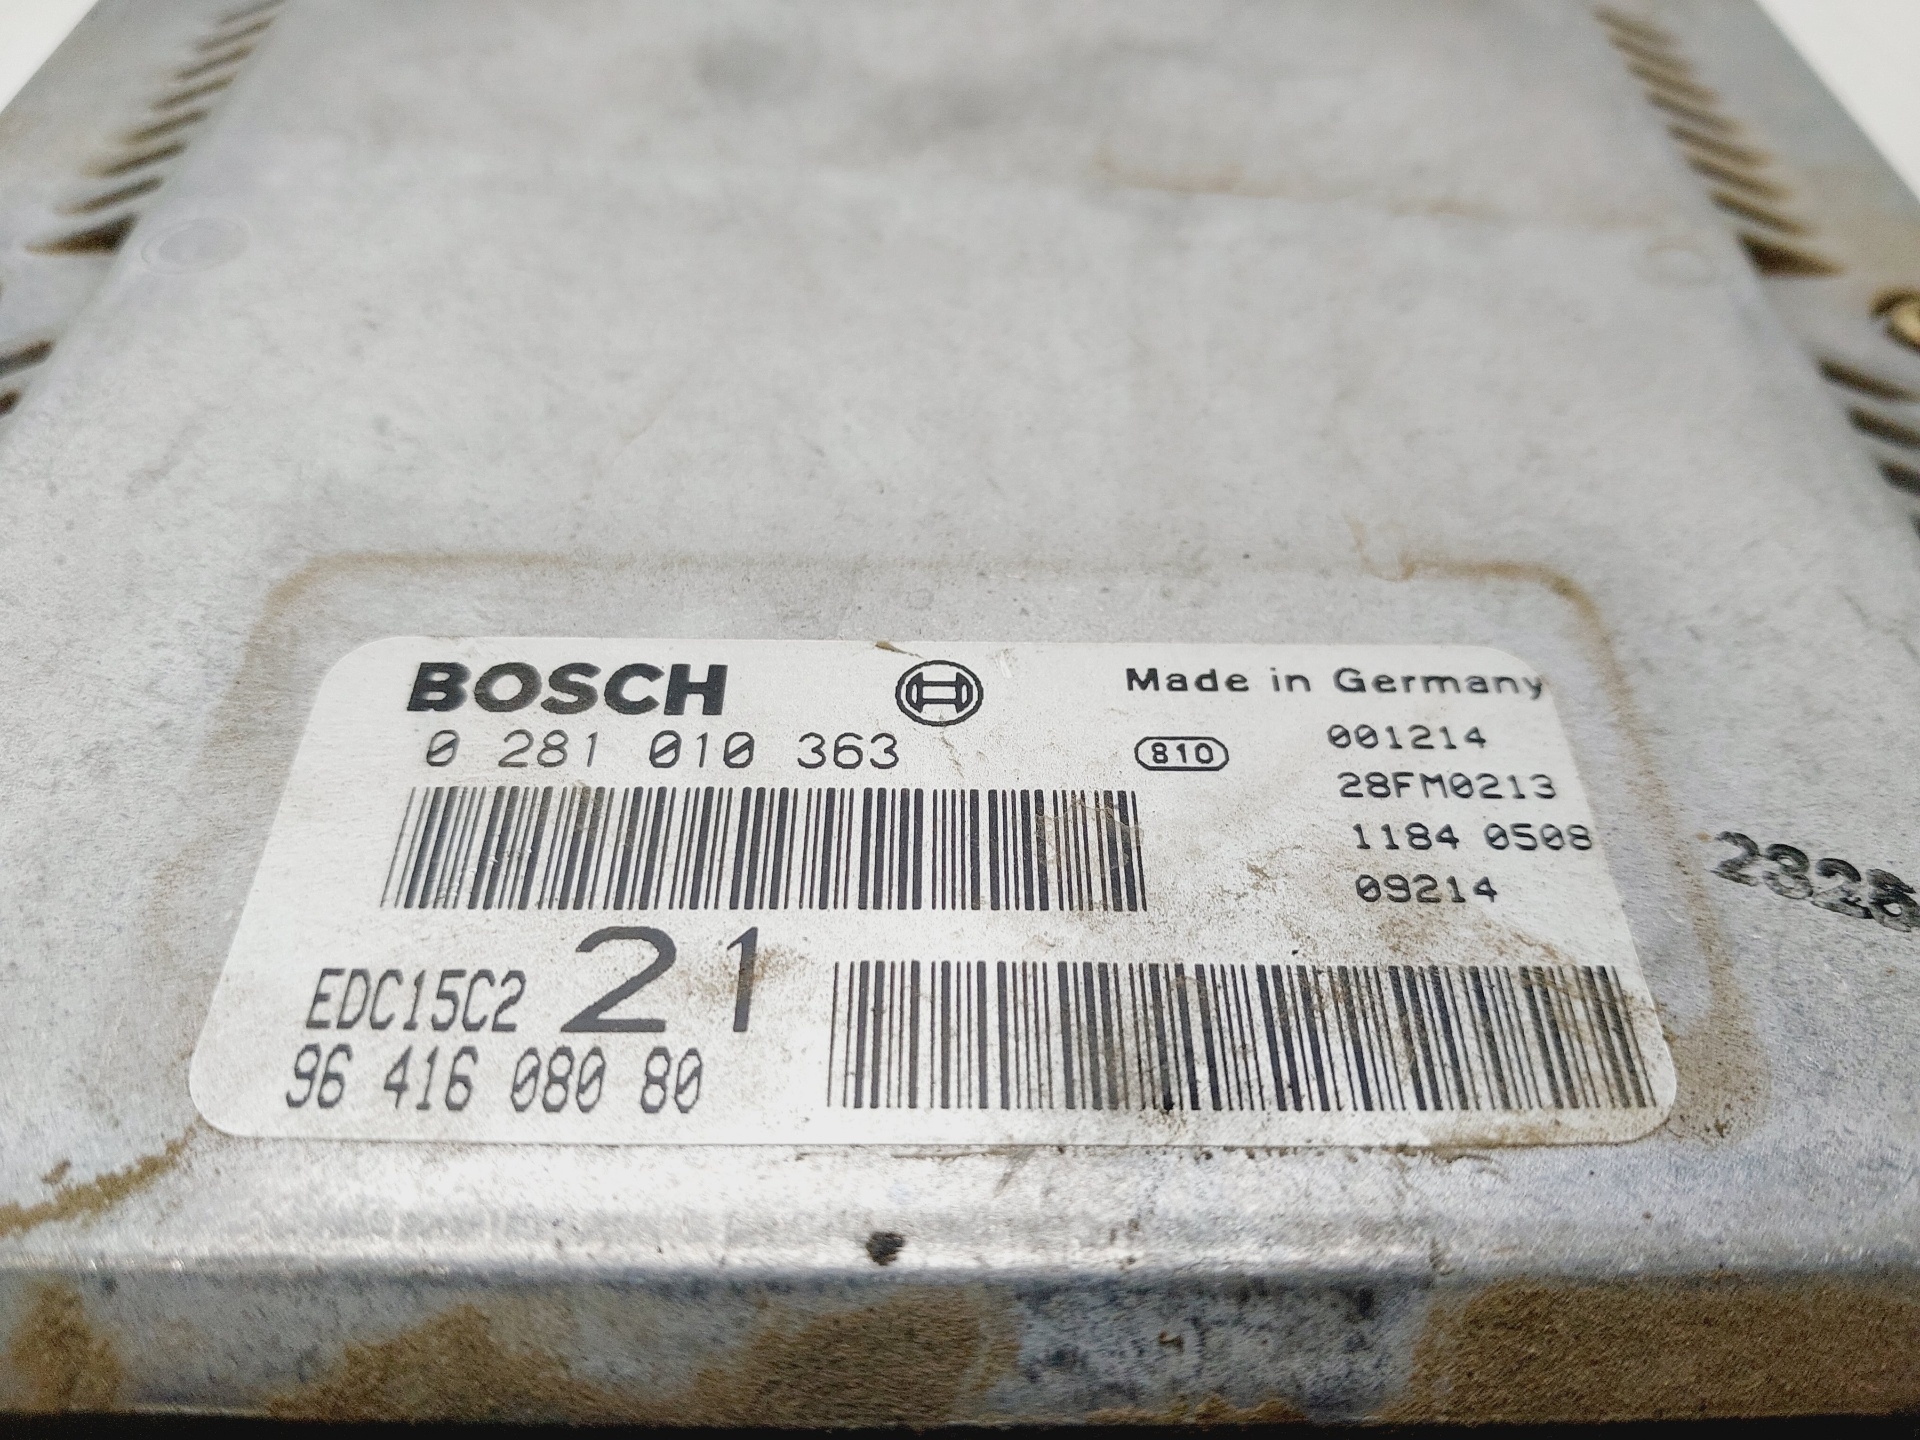 BOSCH
Made in Germany
0 281 010 363
810
001214
28FM0213
1184 0508
09214
EDC15C2 21
96 416 080 80